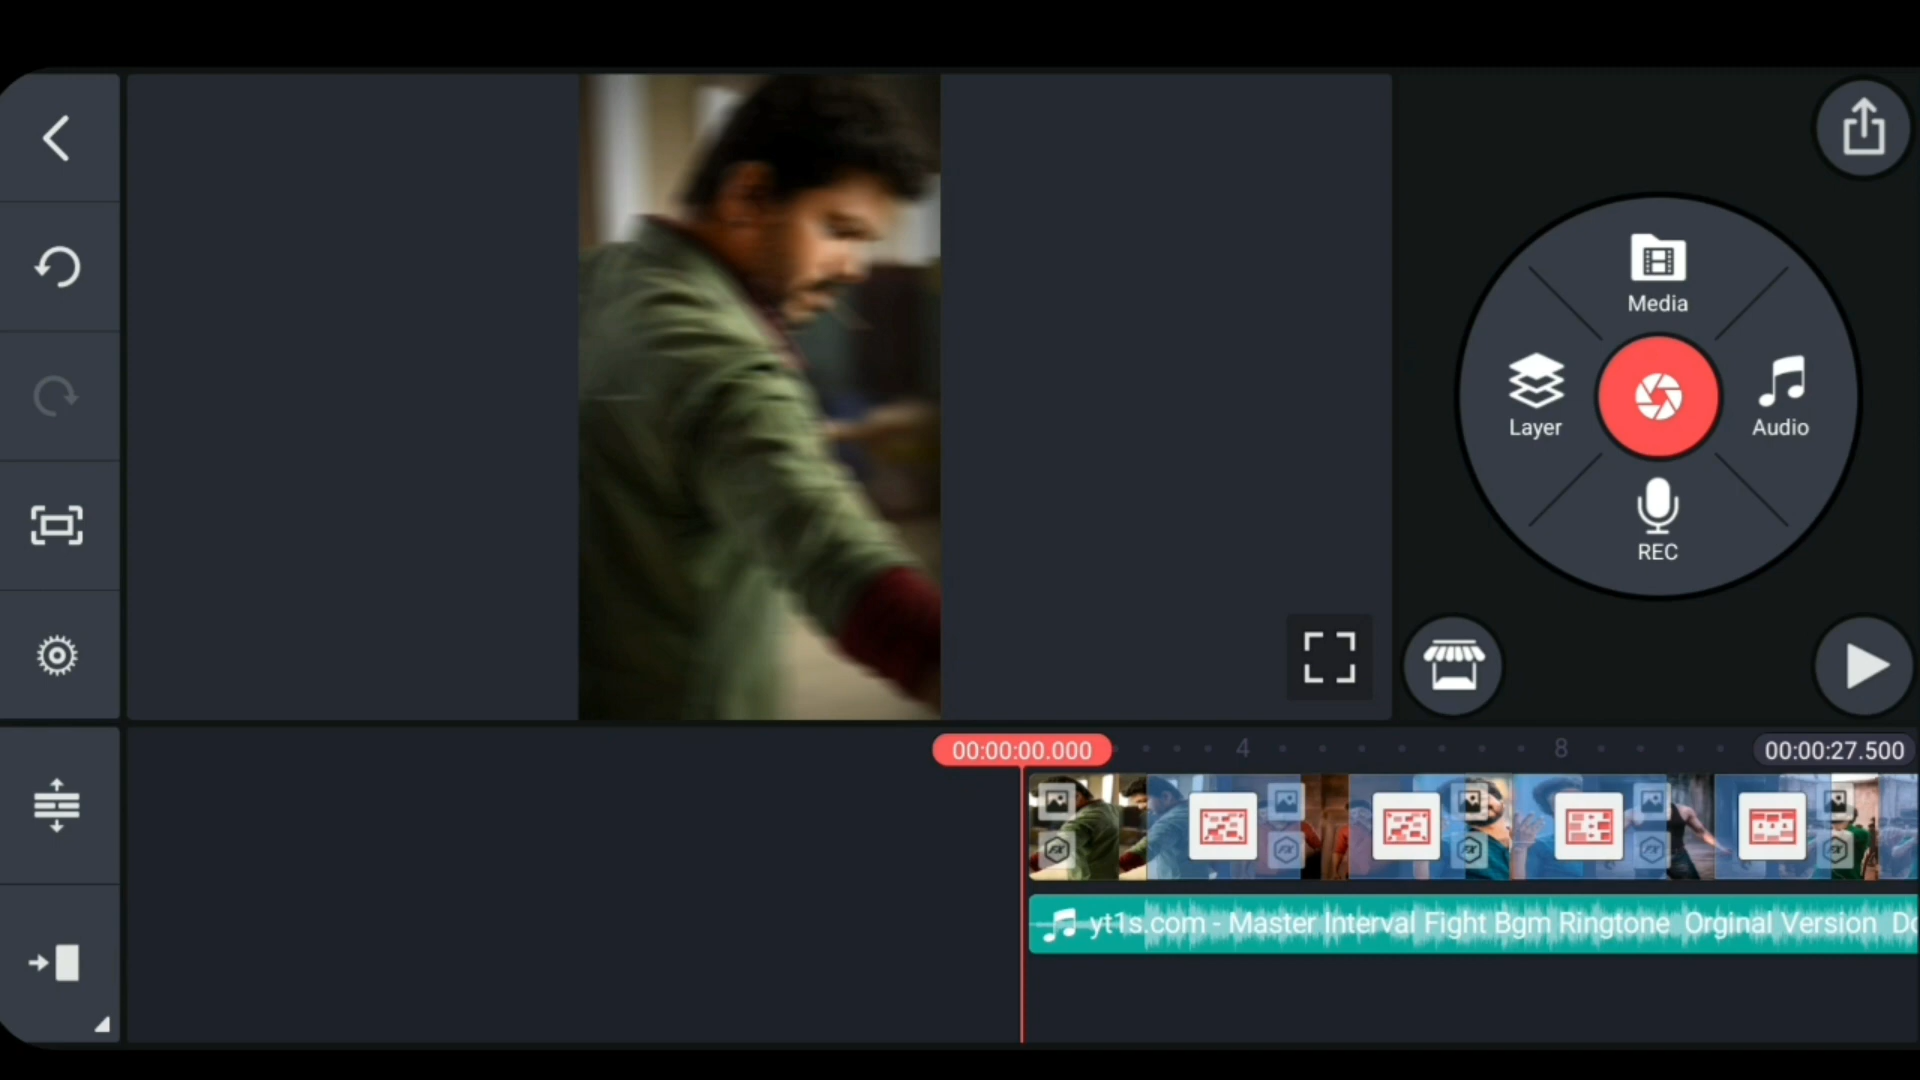 Media
Layer
Audio
REC
00:00:00.000
4
8
00:00:27.500
yt1s.com - Master Interval Fight Bgm Ringtone Orginal Version